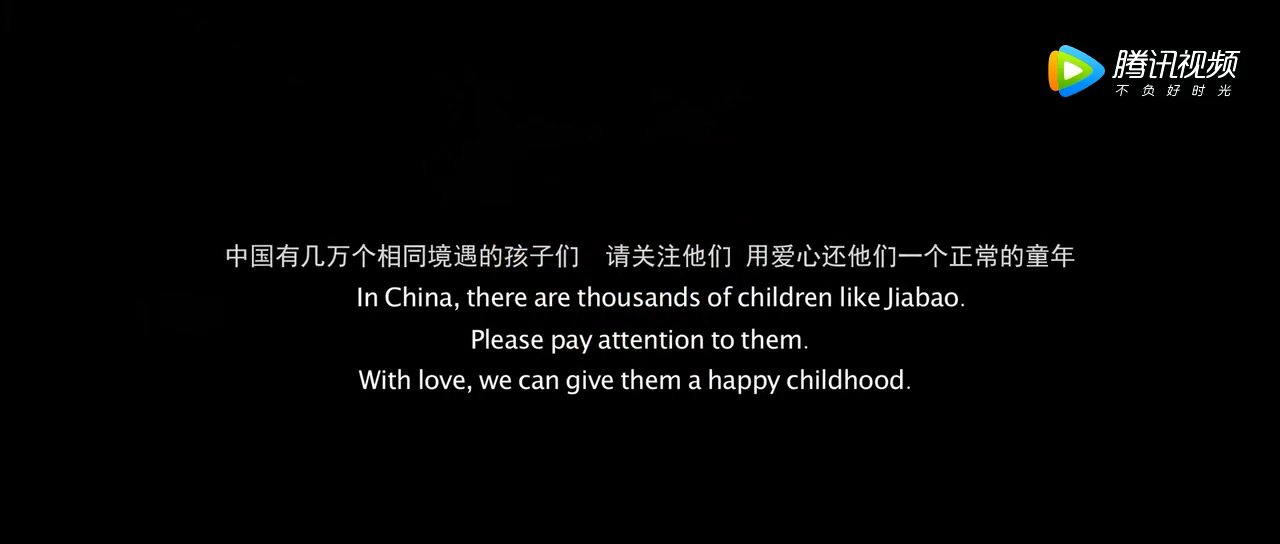 腾讯视频
不负好时光
中国有几万个相同境遇的孩子们 请关注他们 用爱心还他们一个正常的童年
In China, there are thousands of children like Jiabao.
Please pay attention to them.
With love, we can give them a happy childhood.